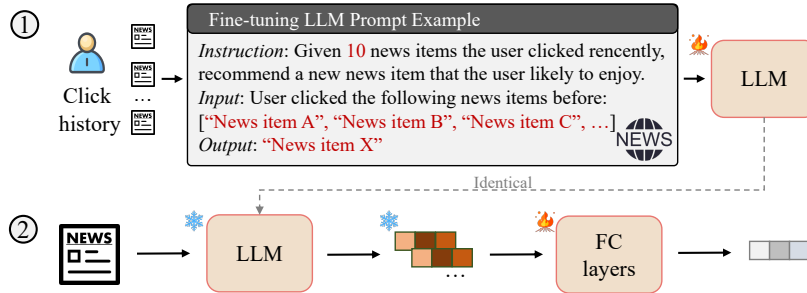 ①
Fine-tuning LLM Prompt Example
NEWS
Click
history
...
Instruction: Given 10 news items the user clicked rencently,
recommend a new news item that the user likely to enjoy.
Input: User clicked the following news items before:
[“News item A”, “News item B”, “News item C”, …]
Output: “News item X”
NEWS
LLM
Identical
②
NEWS
LLM
...
FC
layers